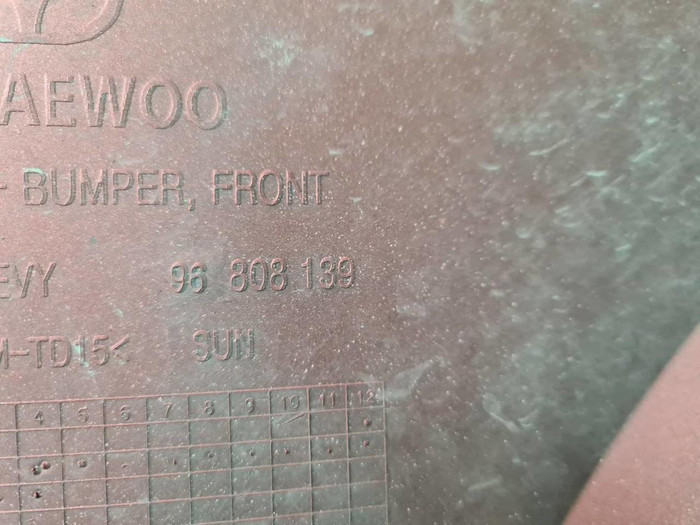 AEWOO
- BUMPER, FRONT
EVY 96 808 139
M-TD15< SUN
4 5 6 7 8 9 10 11 12